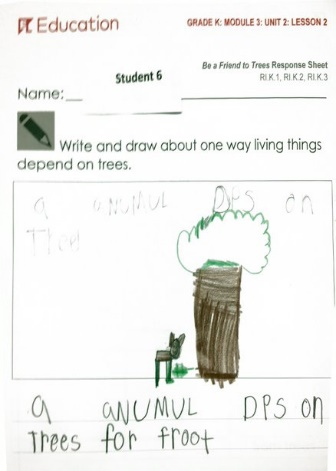 Education
GRADE K: MODULE 3: UNIT 2: LESSON 2
Be a Friend to Trees Response Sheet
RI.K.1, RI.K.2, RI.K.3
Student 6
Name:__
Write and draw about one way living things
depend on trees.
a aNUMUL DPS on
a aNUMUL DPS on
Trees for froot